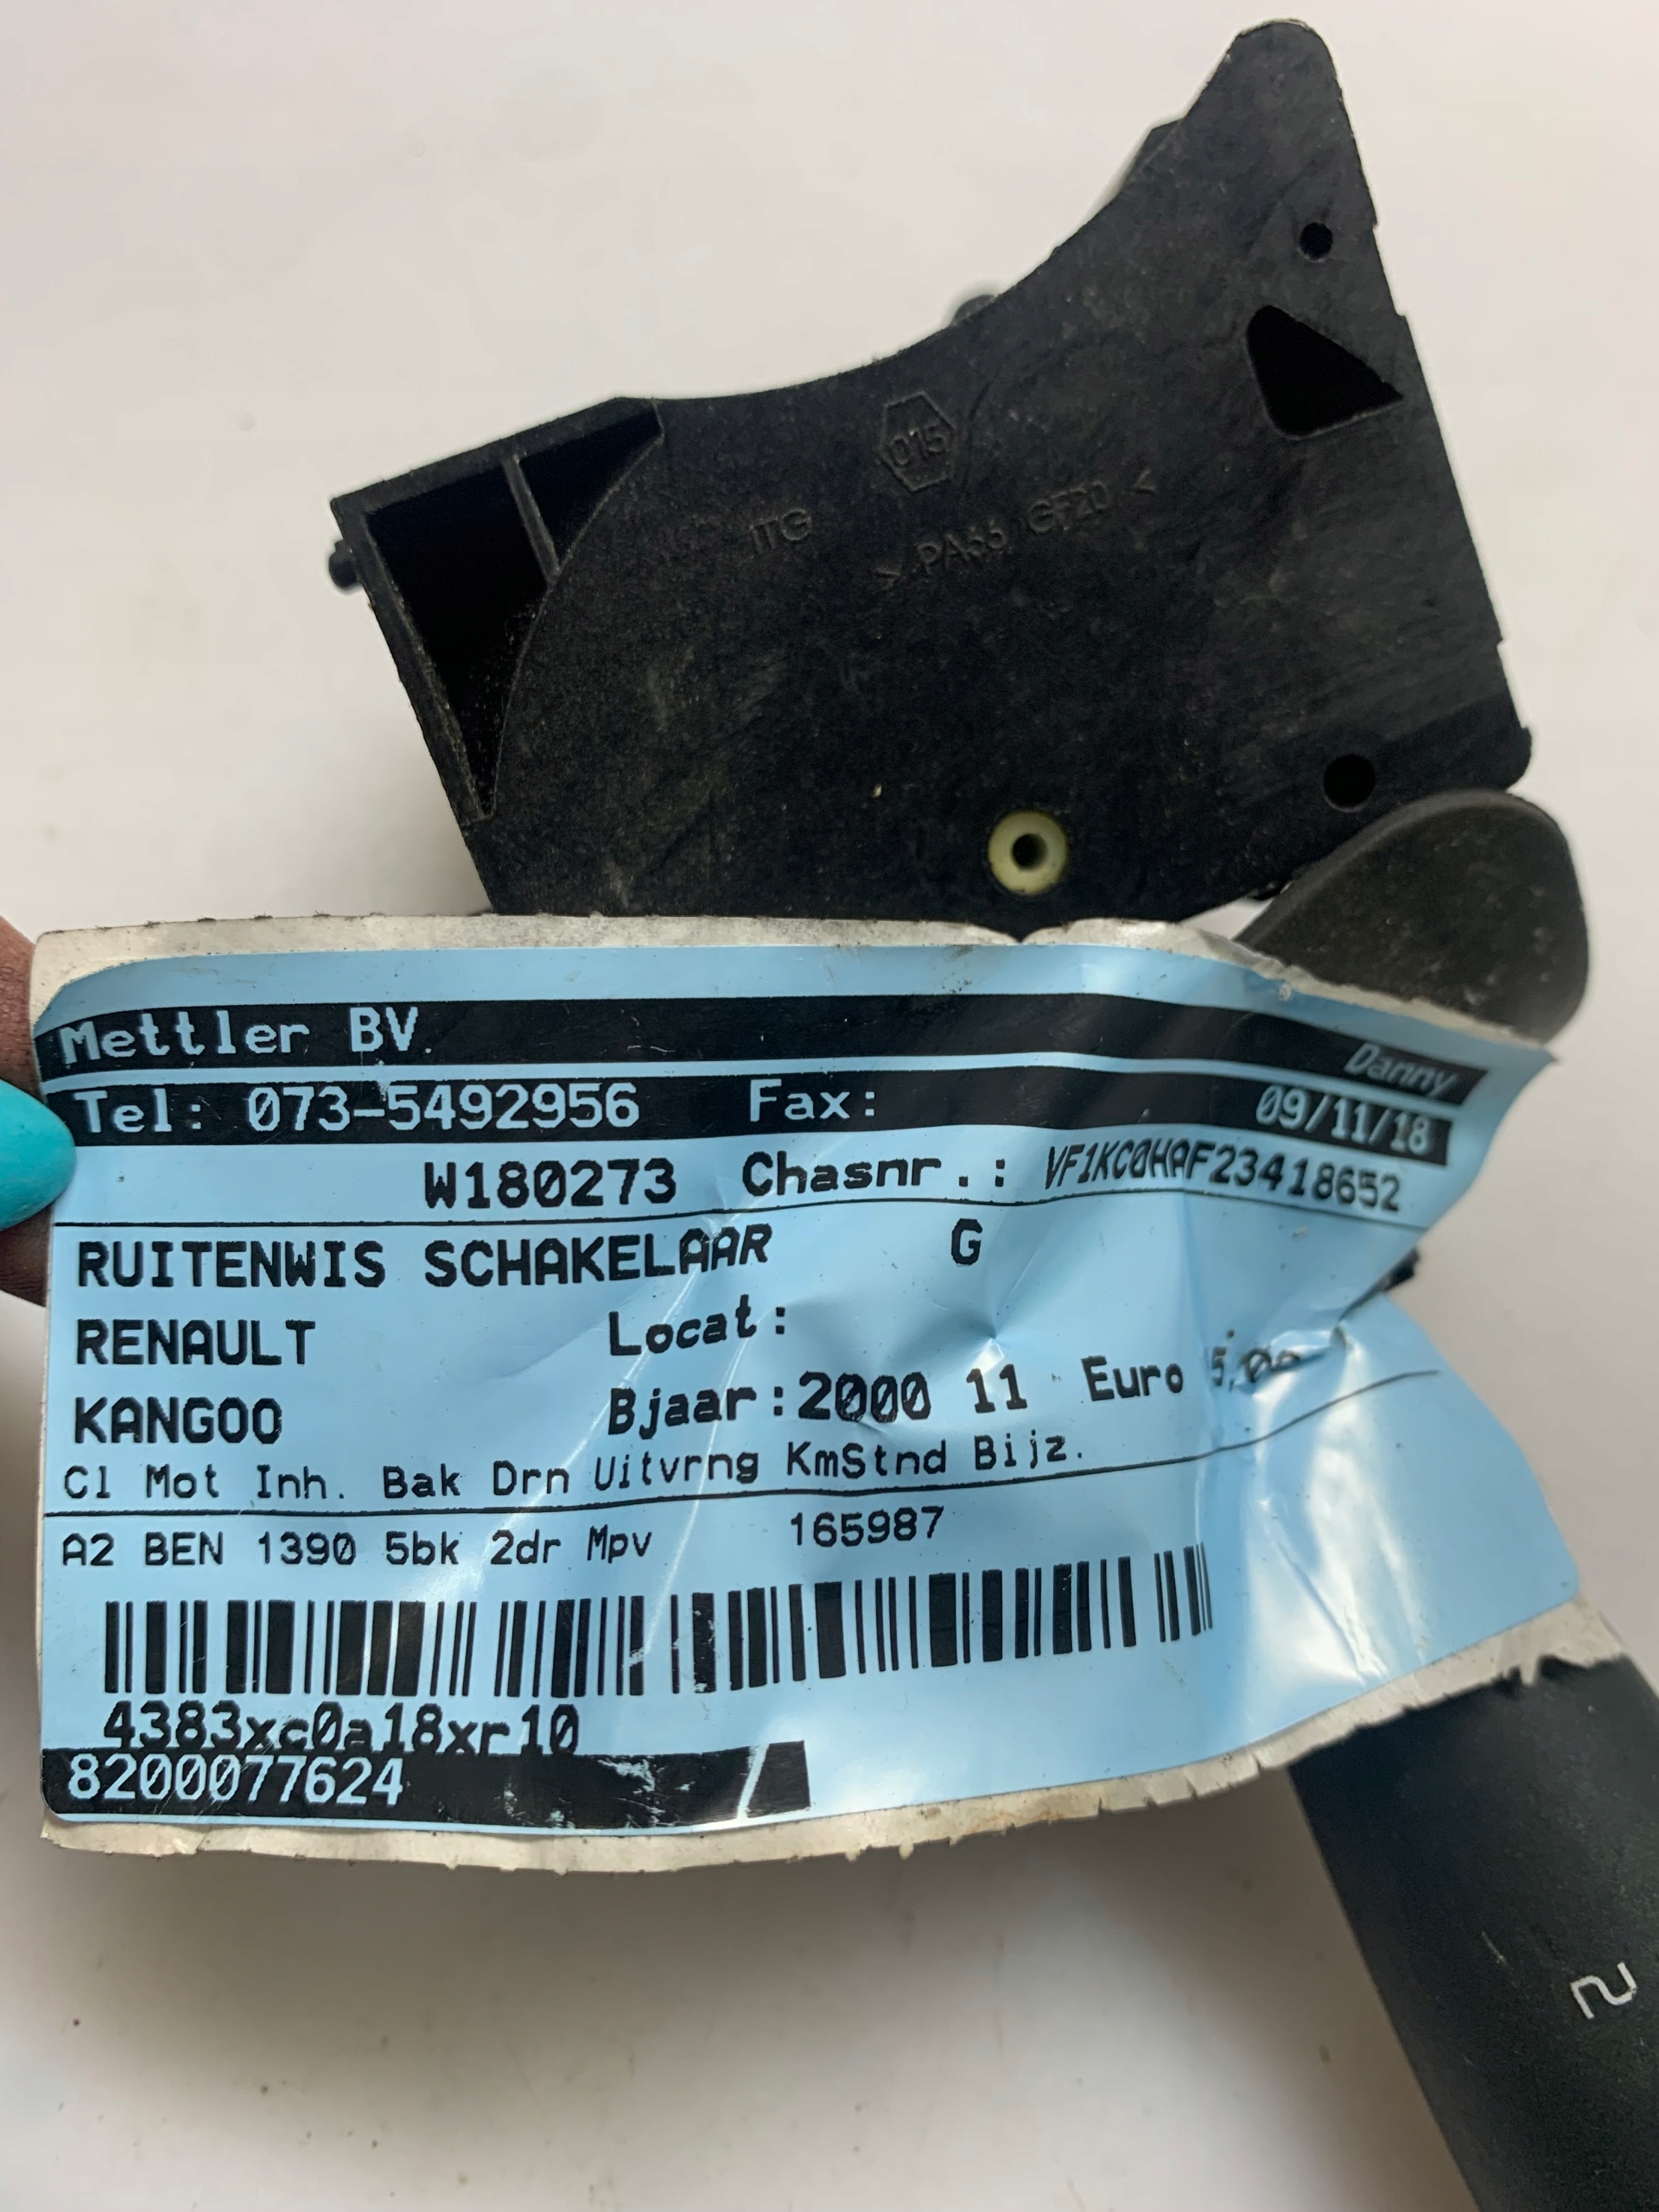 015
ITG
> PA66 GF20 <
Mettler BV.
Danny
Tel: 073-5492956 Fax: 09/11/18
W180273 Chasnr.: VF1KC0HAF23418652
RUITENWIS SCHAKELAAR G
RENAULT Locat:
KANGOO Bjaar:2000 11 Euro
Cl Mot Inh. Bak Drn Uitvrng KmStnd Bijz.
A2 BEN 1390 5bk 2dr Mpv 165987
4383xc0a18xr10
8200077624
2